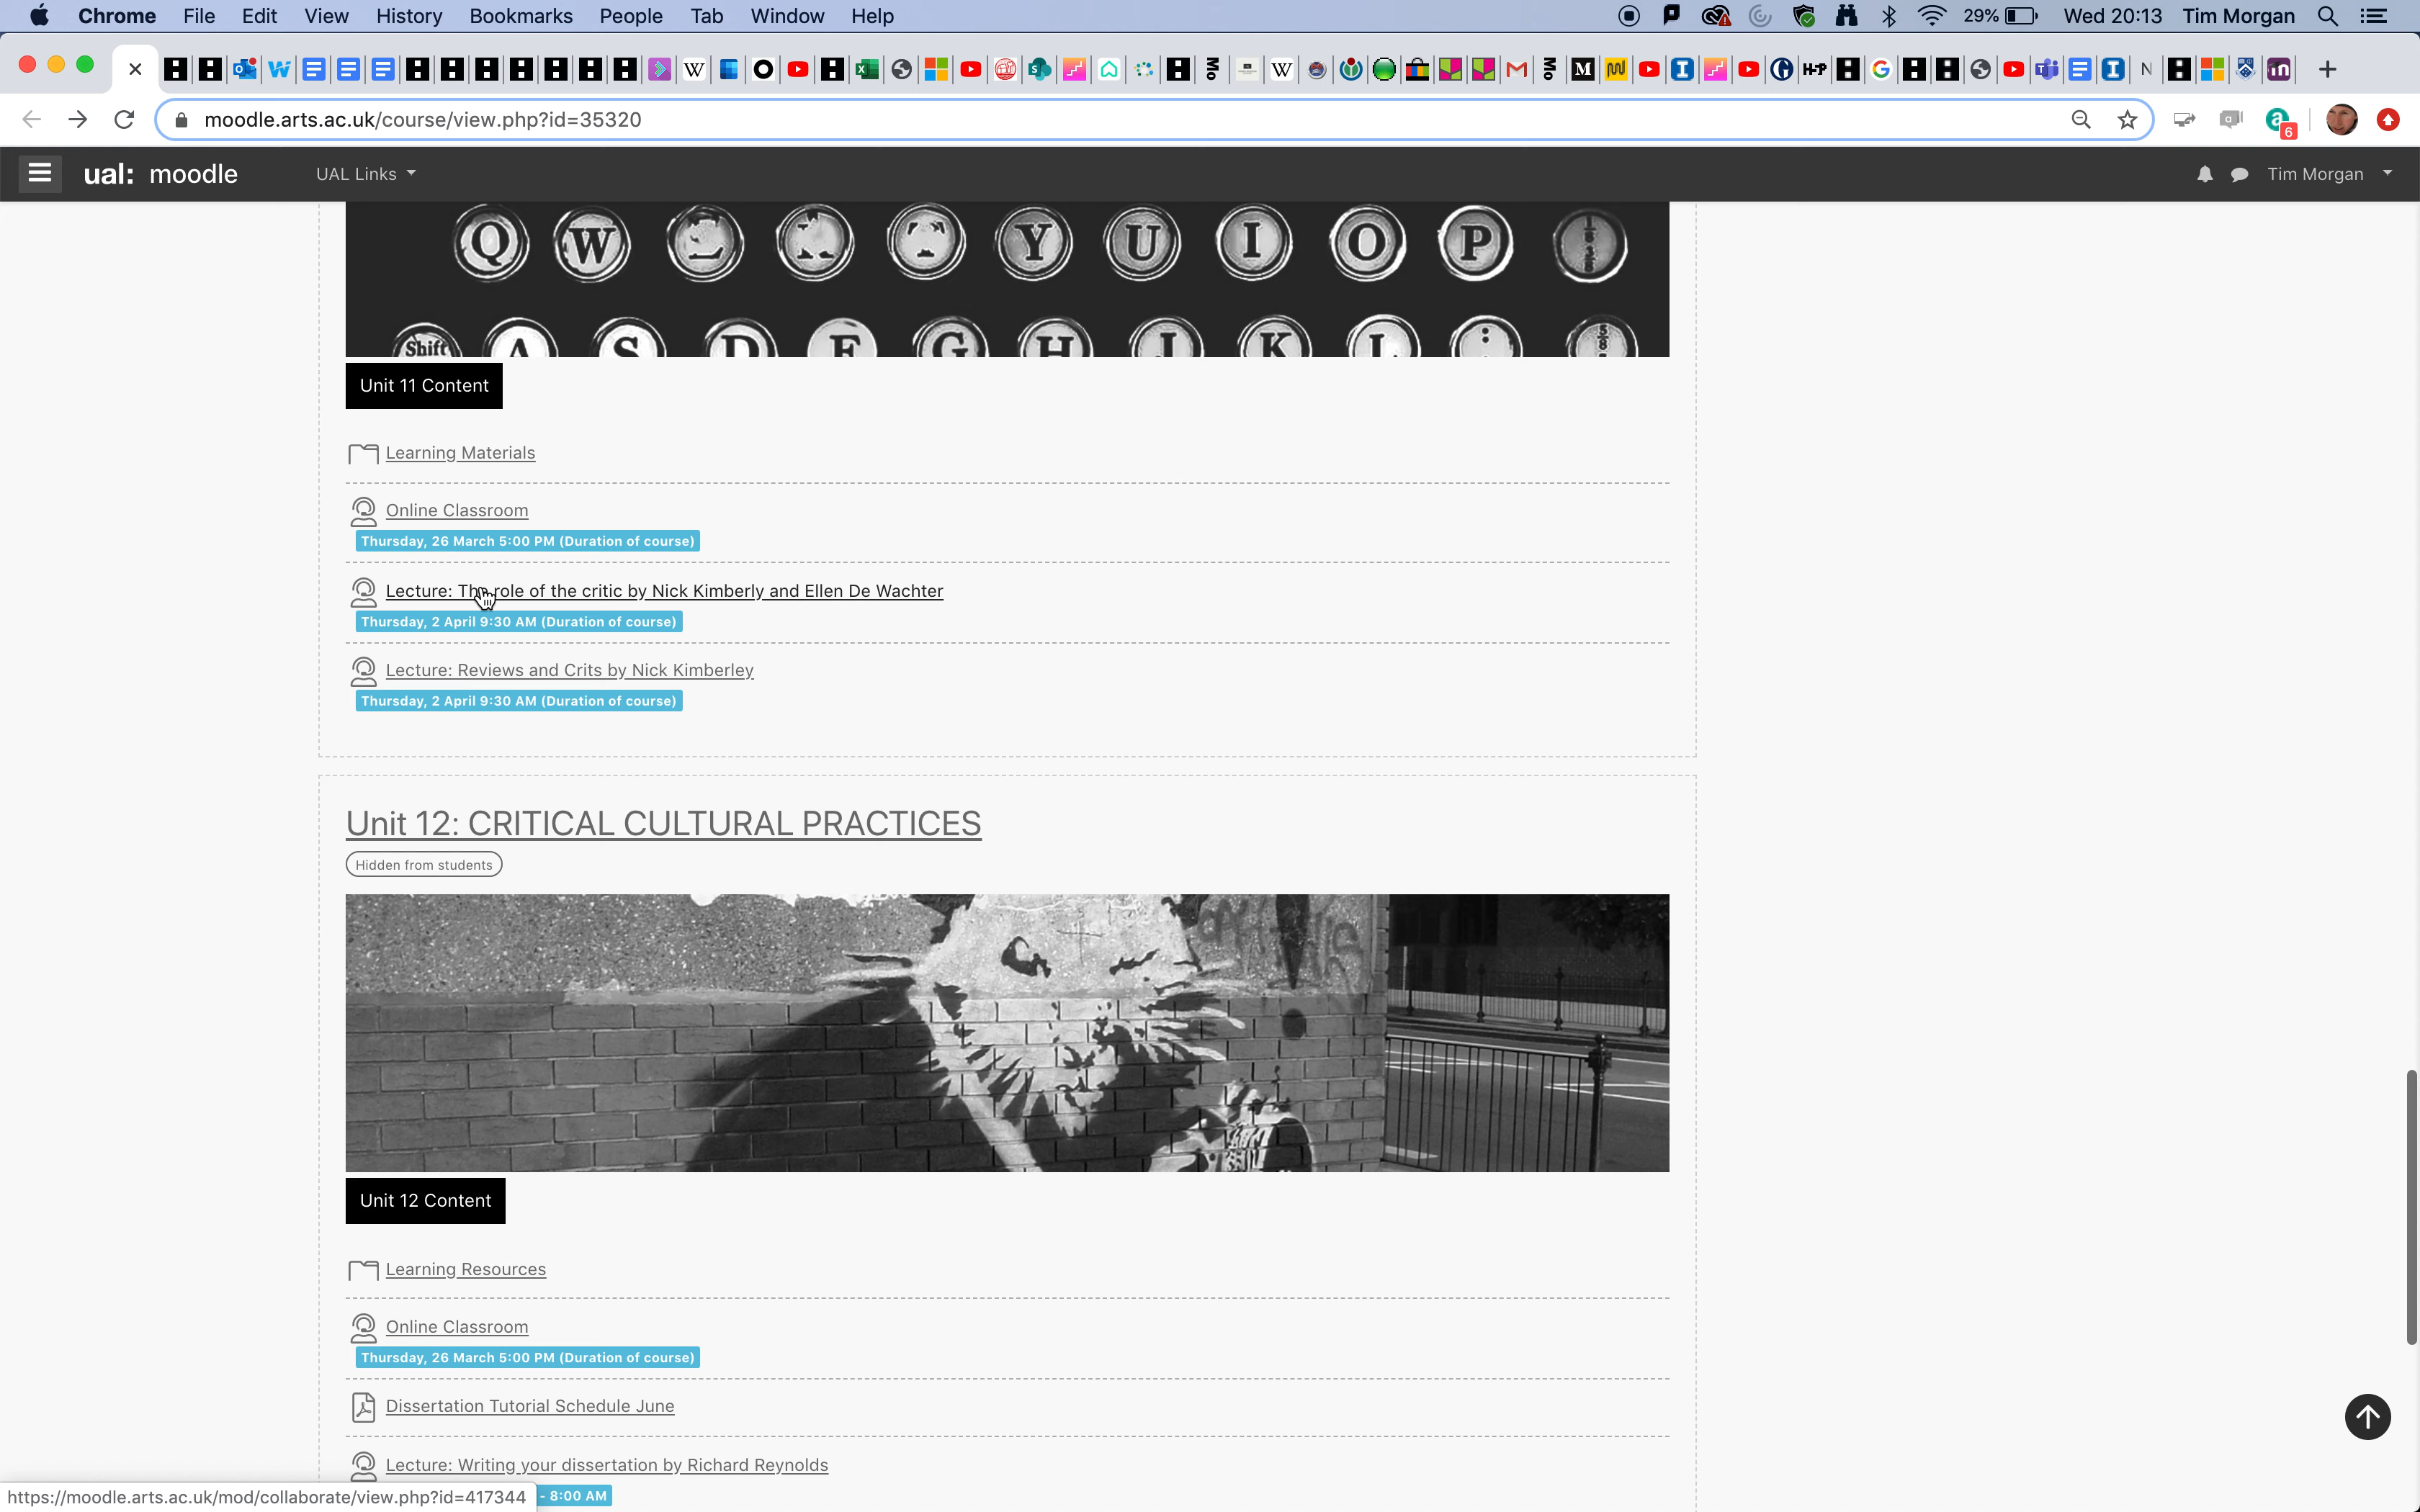 Chrome File Edit View History Bookmarks People Tab Window Help 29% Wed 20:13 Tim Morgan
moodle.arts.ac.uk/course/view.php?id=35320 6
ual: moodle UAL Links Tim Morgan
Q W Y U I O P
Shift A S D F G H J K L
Unit 11 Content
Learning Materials
Online Classroom
Thursday, 26 March 5:00 PM (Duration of course)
Lecture: The role of the critic by Nick Kimberly and Ellen De Wachter
Thursday, 2 April 9:30 AM (Duration of course)
Lecture: Reviews and Crits by Nick Kimberley
Thursday, 2 April 9:30 AM (Duration of course)
Unit 12: CRITICAL CULTURAL PRACTICES
Hidden from students
Unit 12 Content
Learning Resources
Online Classroom
Thursday, 26 March 5:00 PM (Duration of course)
Dissertation Tutorial Schedule June
Lecture: Writing your dissertation by Richard Reynolds
https://moodle.arts.ac.uk/mod/collaborate/view.php?id=417344 - 8:00 AM